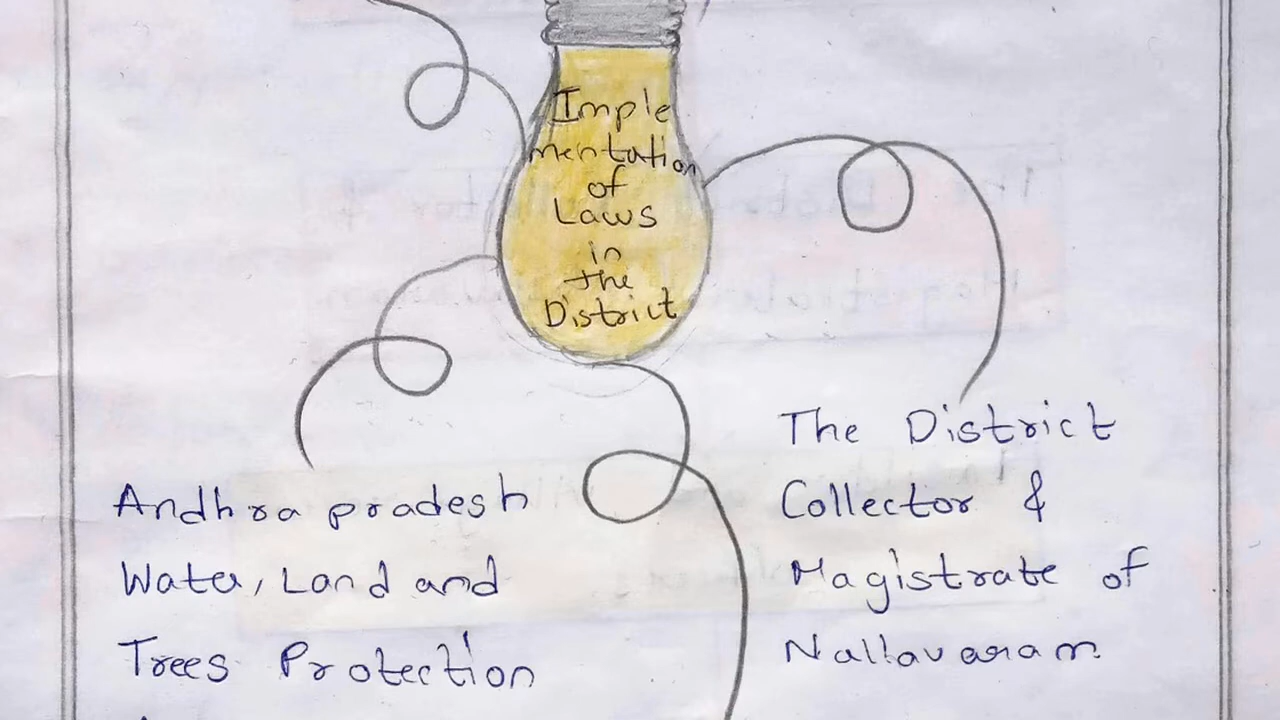 Imple
mentation
of
Laws
in
the
District
The District
Collector &
Magistrate of
Nallavaram
Andhra pradesh
Water, Land and
Trees Protection